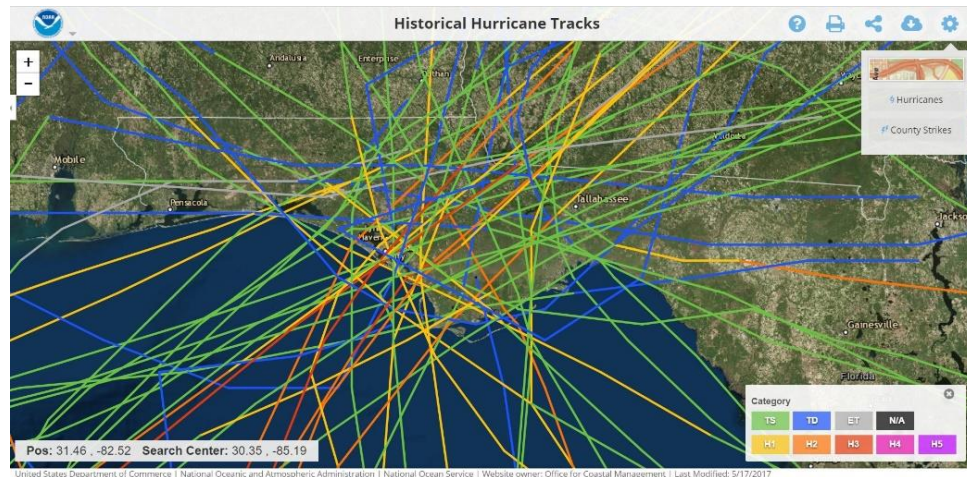 NOAA
Historical Hurricane Tracks
+
−
Hurricanes
County Strikes
Andalusia
Enterprise
Dothan
Mobile
Pensacola
Tallahassee
Gainesville
Florida
Category
TS TD ET N/A
H1 H2 H3 H4 H5
Pos: 31.46 , -82.52 Search Center: 30.35 , -85.19
United States Department of Commerce | National Oceanic and Atmospheric Administration | National Ocean Service | Website owner: Office for Coastal Management | Last Modified: 5/17/2017